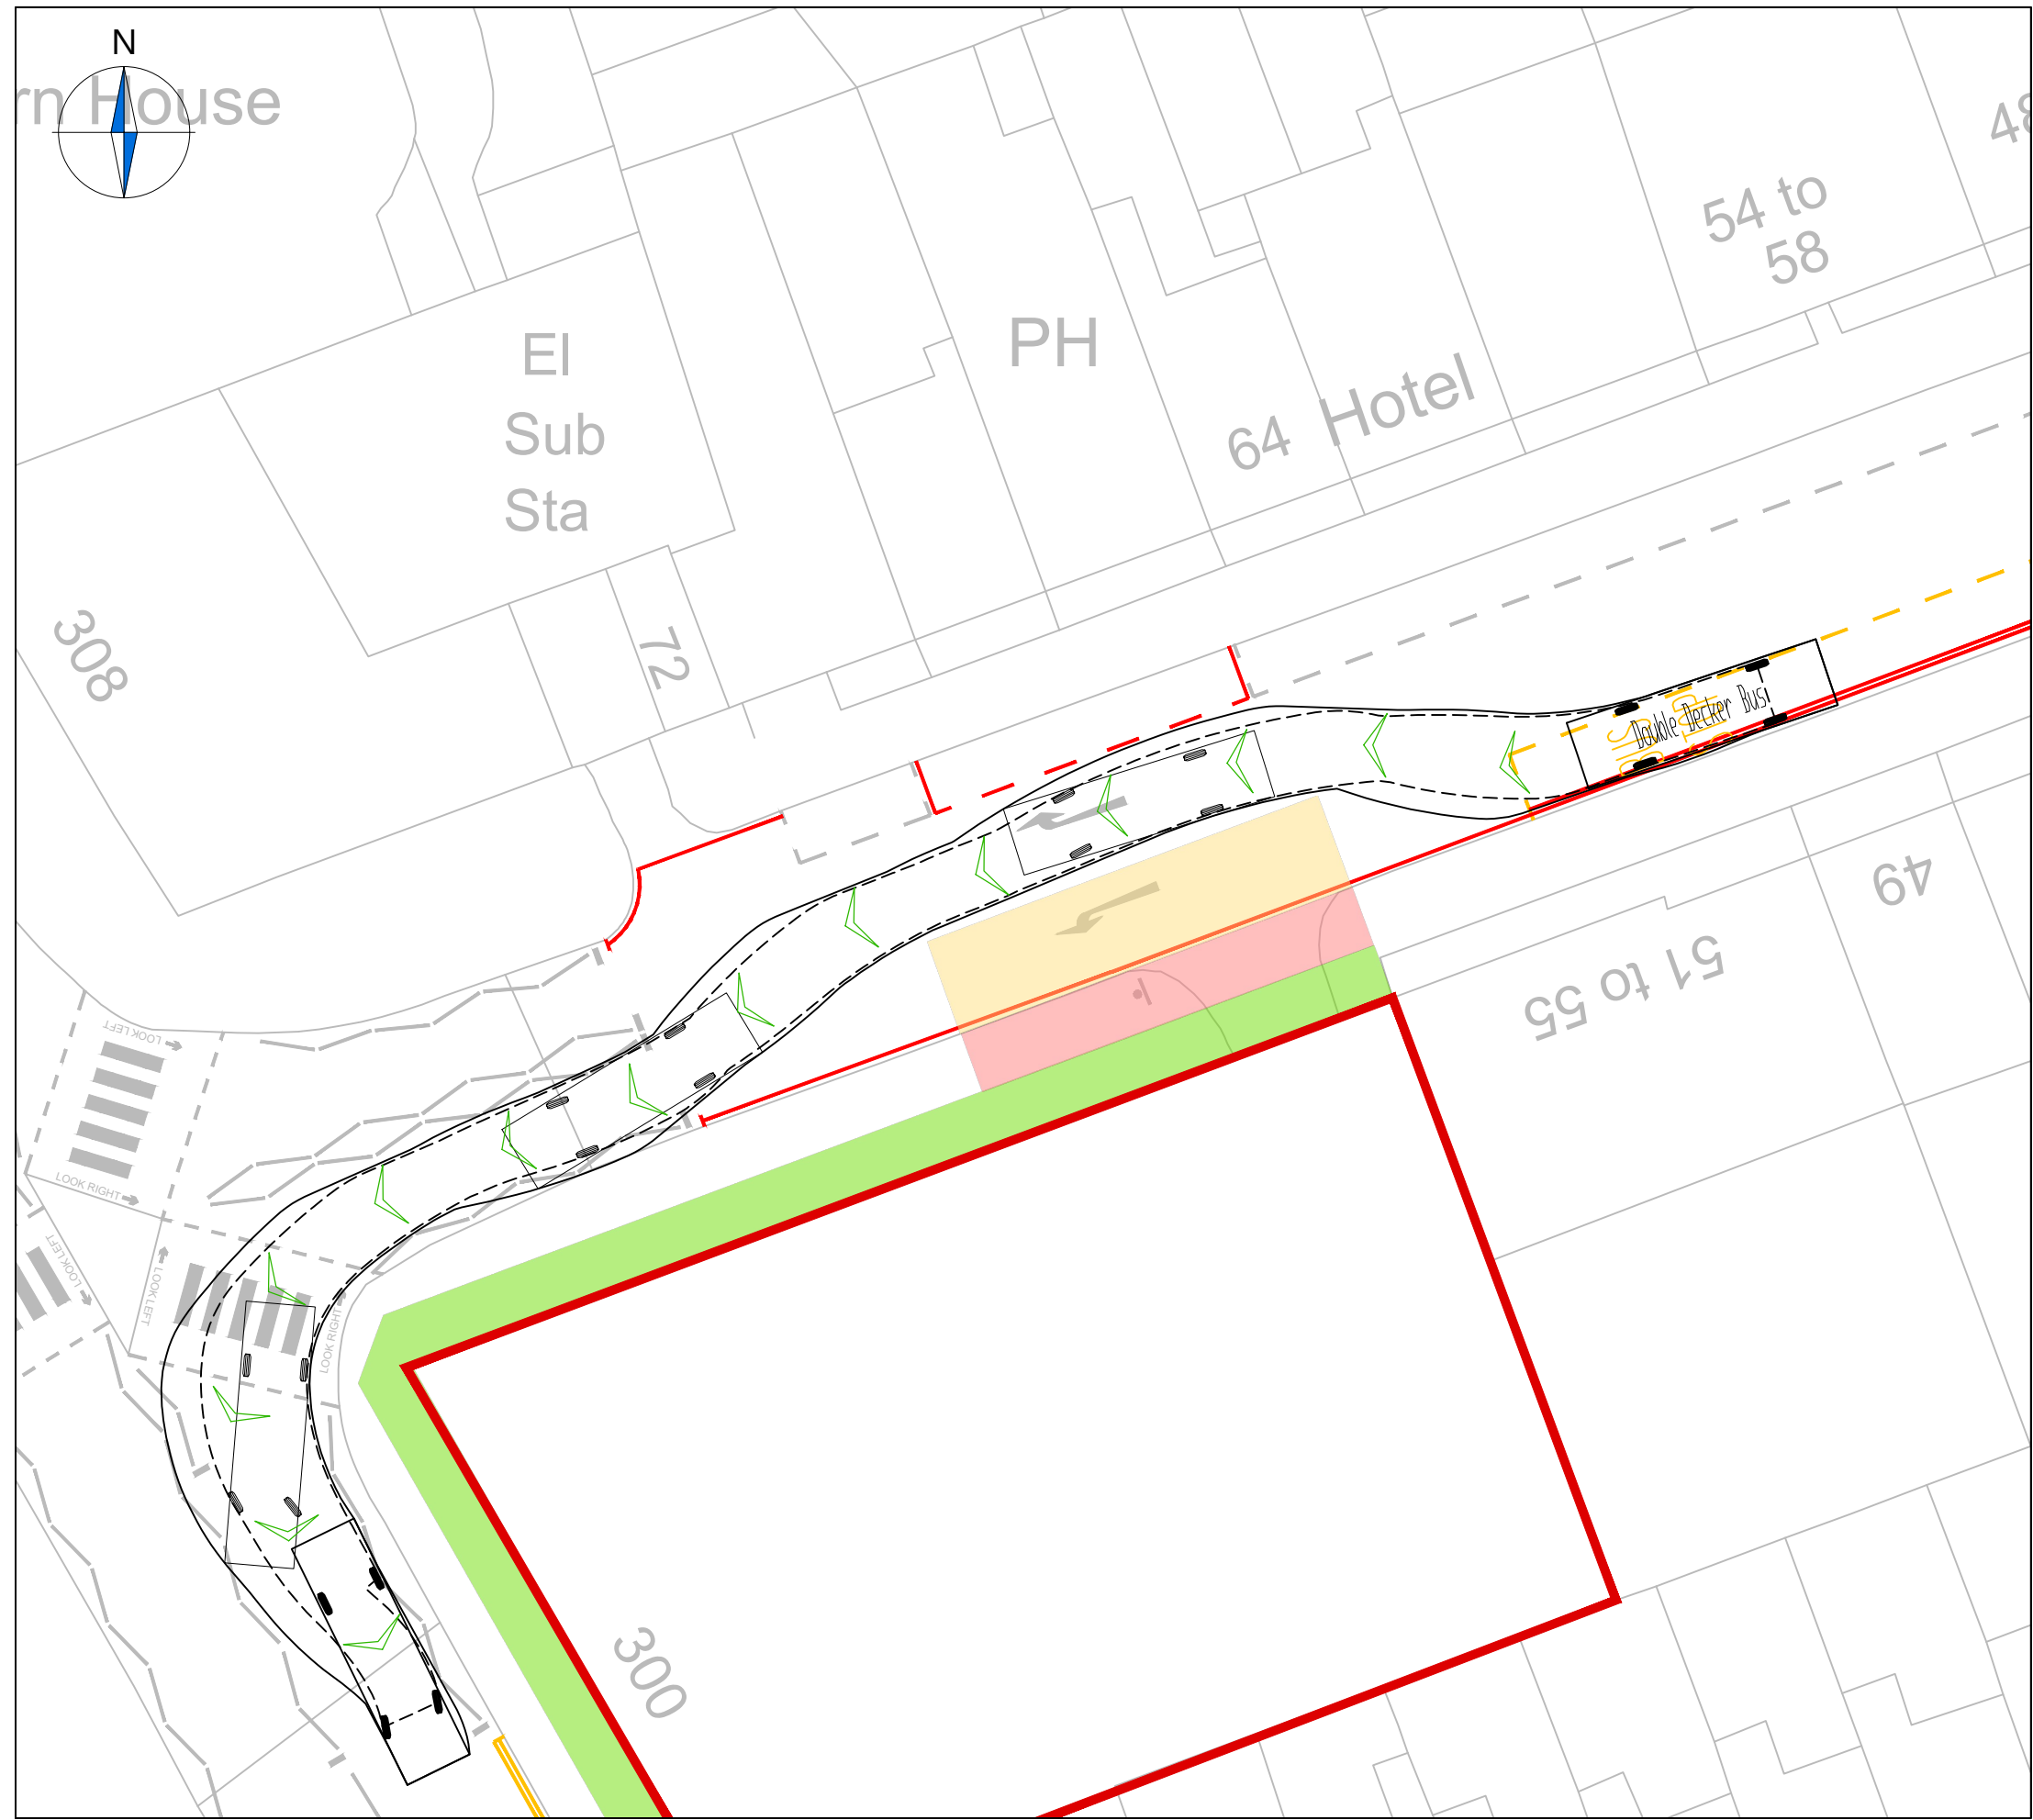 N
rn House
54 to
58
El
Sub
Sta
PH
64 Hotel
308
72
Double Decker Bus
49
51 to 55
LOOK LEFT
LOOK RIGHT
LOOK LEFT
LOOK LEFT
LOOK RIGHT
300